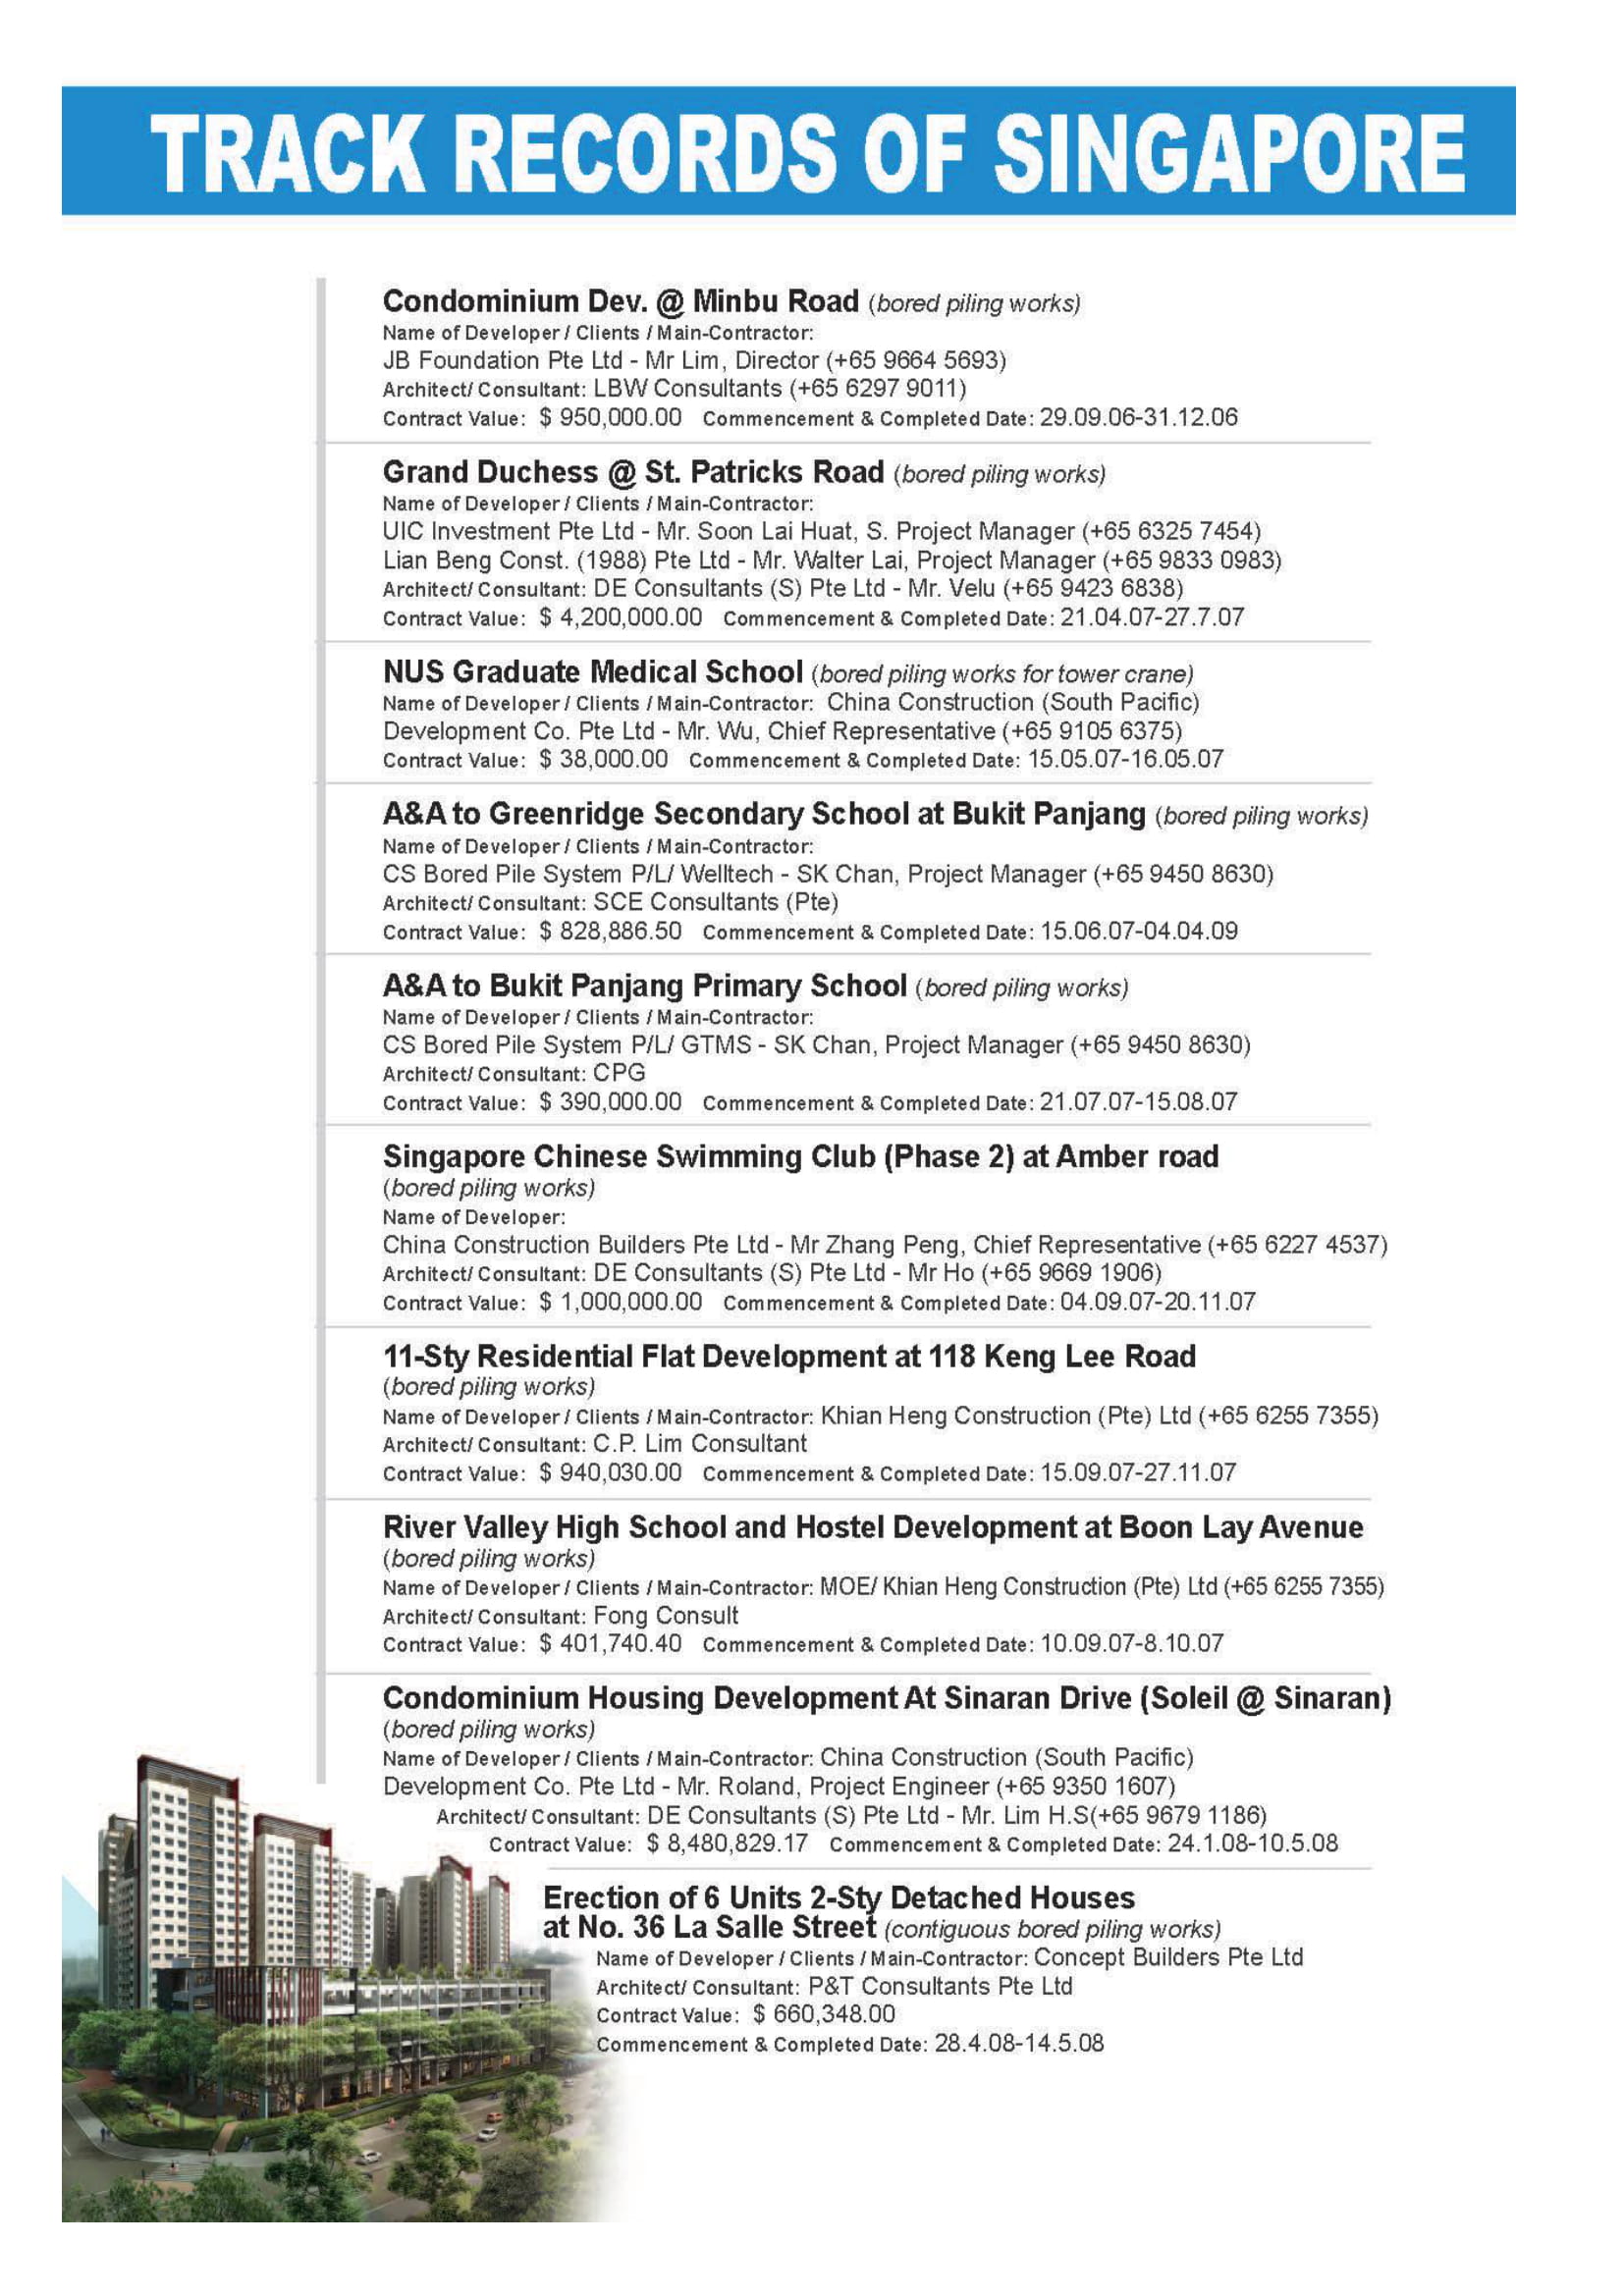 TRACK RECORDS OF SINGAPORE
Condominium Dev. @ Minbu Road (bored piling works)
Name of Developer / Clients / Main-Contractor:
JB Foundation Pte Ltd - Mr Lim, Director (+65 9664 5693)
Architect/ Consultant: LBW Consultants (+65 6297 9011)
Contract Value: $ 950,000.00 Commencement & Completed Date: 29.09.06-31.12.06
Grand Duchess @ St. Patricks Road (bored piling works)
Name of Developer / Clients / Main-Contractor:
UIC Investment Pte Ltd - Mr. Soon Lai Huat, S. Project Manager (+65 6325 7454)
Lian Beng Const. (1988) Pte Ltd - Mr. Walter Lai, Project Manager (+65 9833 0983)
Architect/ Consultant: DE Consultants (S) Pte Ltd - Mr. Velu (+65 9423 6838)
Contract Value: $ 4,200,000.00 Commencement & Completed Date: 21.04.07-27.7.07
NUS Graduate Medical School (bored piling works for tower crane)
Name of Developer / Clients / Main-Contractor: China Construction (South Pacific)
Development Co. Pte Ltd - Mr. Wu, Chief Representative (+65 9105 6375)
Contract Value: $ 38,000.00 Commencement & Completed Date: 15.05.07-16.05.07
A&A to Greenridge Secondary School at Bukit Panjang (bored piling works)
Name of Developer / Clients / Main-Contractor:
CS Bored Pile System P/L/ Welltech - SK Chan, Project Manager (+65 9450 8630)
Architect/ Consultant: SCE Consultants (Pte)
Contract Value: $ 828,886.50 Commencement & Completed Date: 15.06.07-04.04.09
A&A to Bukit Panjang Primary School (bored piling works)
Name of Developer / Clients / Main-Contractor:
CS Bored Pile System P/L/ GTMS - SK Chan, Project Manager (+65 9450 8630)
Architect/ Consultant: CPG
Contract Value: $ 390,000.00 Commencement & Completed Date: 21.07.07-15.08.07
Singapore Chinese Swimming Club (Phase 2) at Amber road
(bored piling works)
Name of Developer:
China Construction Builders Pte Ltd - Mr Zhang Peng, Chief Representative (+65 6227 4537)
Architect/ Consultant: DE Consultants (S) Pte Ltd - Mr Ho (+65 9669 1906)
Contract Value: $ 1,000,000.00 Commencement & Completed Date: 04.09.07-20.11.07
11-Sty Residential Flat Development at 118 Keng Lee Road
(bored piling works)
Name of Developer / Clients / Main-Contractor: Khian Heng Construction (Pte) Ltd (+65 6255 7355)
Architect/ Consultant: C.P. Lim Consultant
Contract Value: $ 940,030.00 Commencement & Completed Date: 15.09.07-27.11.07
River Valley High School and Hostel Development at Boon Lay Avenue
(bored piling works)
Name of Developer / Clients / Main-Contractor: MOE/ Khian Heng Construction (Pte) Ltd (+65 6255 7355)
Architect/ Consultant: Fong Consult
Contract Value: $ 401,740.40 Commencement & Completed Date: 10.09.07-8.10.07
Condominium Housing Development At Sinaran Drive (Soleil @ Sinaran)
(bored piling works)
Name of Developer / Clients / Main-Contractor: China Construction (South Pacific)
Development Co. Pte Ltd - Mr. Roland, Project Engineer (+65 9350 1607)
Architect/ Consultant: DE Consultants (S) Pte Ltd - Mr. Lim H.S(+65 9679 1186)
Contract Value: $ 8,480,829.17 Commencement & Completed Date: 24.1.08-10.5.08
Erection of 6 Units 2-Sty Detached Houses
at No. 36 La Salle Street (contiguous bored piling works)
Name of Developer / Clients / Main-Contractor: Concept Builders Pte Ltd
Architect/ Consultant: P&T Consultants Pte Ltd
Contract Value: $ 660,348.00
Commencement & Completed Date: 28.4.08-14.5.08